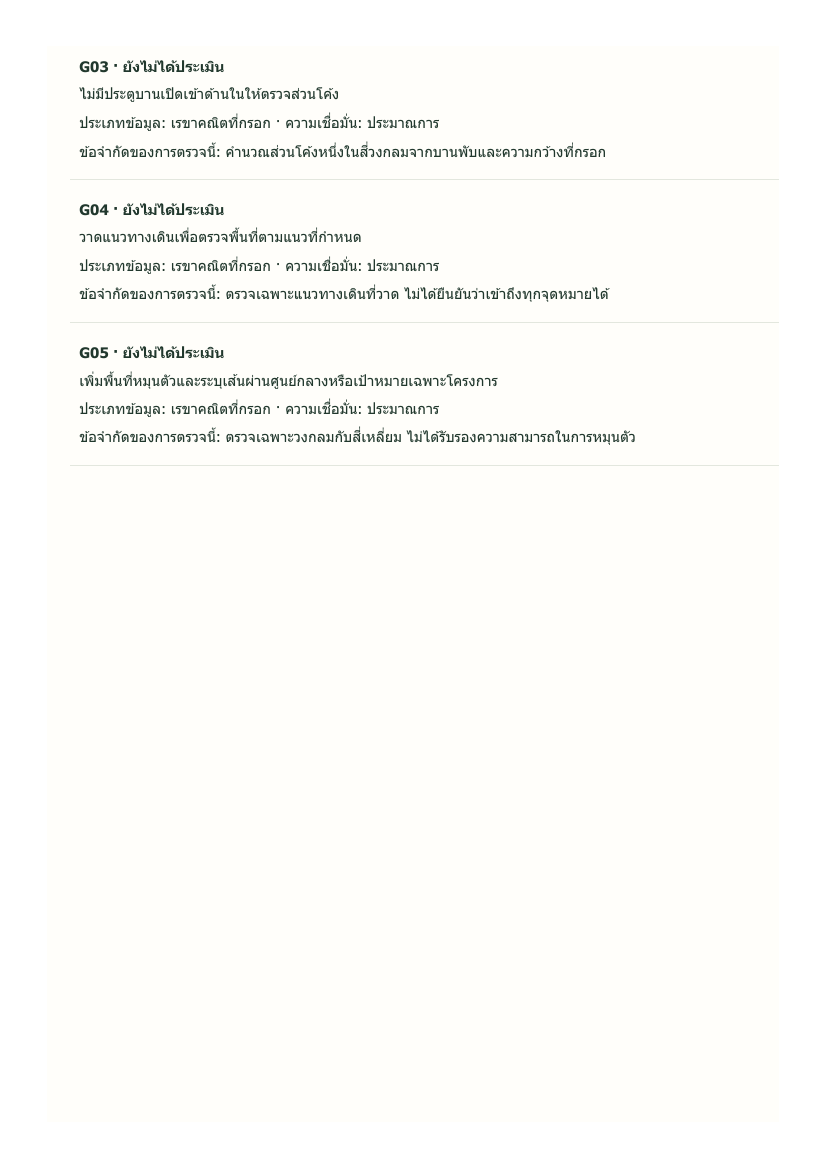 G03 · ยังไม่ได้ประเมิน
ไม่มีประตูบานเปิดเข้าด้านในให้ตรวจส่วนโค้ง
ประเภทข้อมูล: เรขาคณิตที่กรอก · ความเชื่อมั่น: ประมาณการ
ข้อจำกัดของการตรวจนี้: คำนวณส่วนโค้งหนึ่งในสี่วงกลมจากบานพับและความกว้างที่กรอก
G04 · ยังไม่ได้ประเมิน
วาดแนวทางเดินเพื่อตรวจพื้นที่ตามแนวที่กำหนด
ประเภทข้อมูล: เรขาคณิตที่กรอก · ความเชื่อมั่น: ประมาณการ
ข้อจำกัดของการตรวจนี้: ตรวจเฉพาะแนวทางเดินที่วาด ไม่ได้ยืนยันว่าเข้าถึงทุกจุดหมายได้
G05 · ยังไม่ได้ประเมิน
เพิ่มพื้นที่หมุนตัวและระบุเส้นผ่านศูนย์กลางหรือเป้าหมายเฉพาะโครงการ
ประเภทข้อมูล: เรขาคณิตที่กรอก · ความเชื่อมั่น: ประมาณการ
ข้อจำกัดของการตรวจนี้: ตรวจเฉพาะวงกลมกับสี่เหลี่ยม ไม่ได้รับรองความสามารถในการหมุนตัว